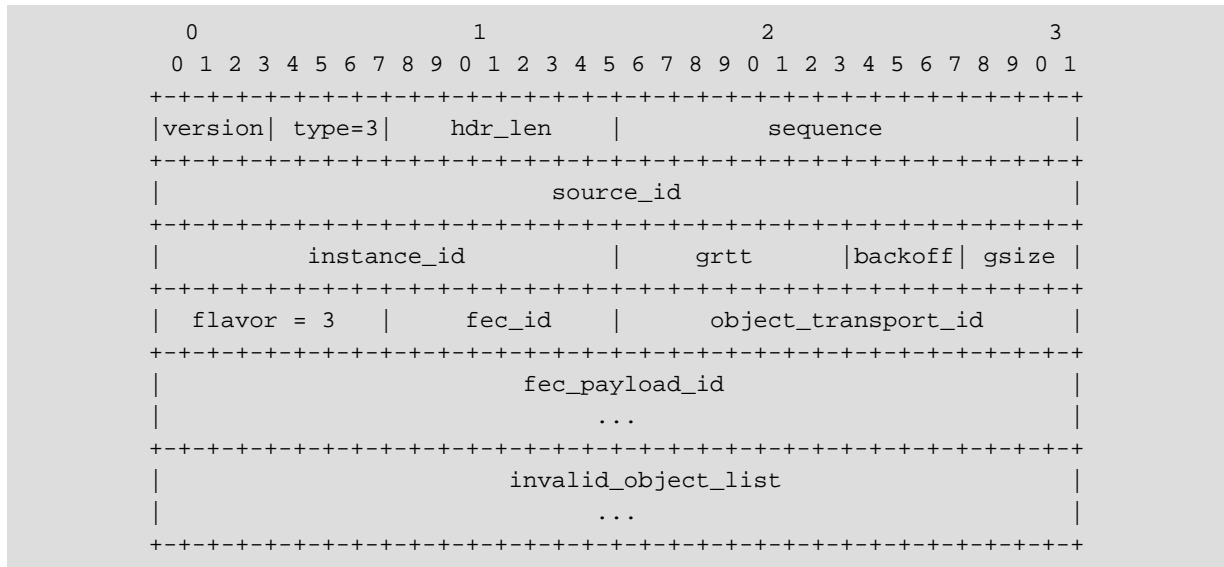 0                   1                   2                   3
0 1 2 3 4 5 6 7 8 9 0 1 2 3 4 5 6 7 8 9 0 1 2 3 4 5 6 7 8 9 0 1
+-+-+-+-+-+-+-+-+-+-+-+-+-+-+-+-+-+-+-+-+-+-+-+-+-+-+-+-+-+-+-+-+
|version| type=3|    hdr_len    |          sequence             |
+-+-+-+-+-+-+-+-+-+-+-+-+-+-+-+-+-+-+-+-+-+-+-+-+-+-+-+-+-+-+-+-+
|                           source_id                           |
+-+-+-+-+-+-+-+-+-+-+-+-+-+-+-+-+-+-+-+-+-+-+-+-+-+-+-+-+-+-+-+-+
|          instance_id          |     grtt      |backoff| gsize |
+-+-+-+-+-+-+-+-+-+-+-+-+-+-+-+-+-+-+-+-+-+-+-+-+-+-+-+-+-+-+-+-+
|  flavor = 3   |     fec_id    |      object_transport_id      |
+-+-+-+-+-+-+-+-+-+-+-+-+-+-+-+-+-+-+-+-+-+-+-+-+-+-+-+-+-+-+-+-+
|                         fec_payload_id                        |
|                              ...                              |
+-+-+-+-+-+-+-+-+-+-+-+-+-+-+-+-+-+-+-+-+-+-+-+-+-+-+-+-+-+-+-+-+
|                        invalid_object_list                    |
|                              ...                              |
+-+-+-+-+-+-+-+-+-+-+-+-+-+-+-+-+-+-+-+-+-+-+-+-+-+-+-+-+-+-+-+-+